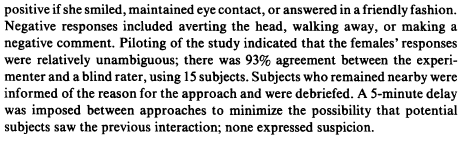 positive if she smiled, maintained eye contact, or answered in a friendly fashion.
Negative responses included averting the head, walking away, or making a
negative comment. Piloting of the study indicated that the females' responses
were relatively unambiguous; there was 93% agreement between the experi-
menter and a blind rater, using 15 subjects. Subjects who remained nearby were
informed of the reason for the approach and were debriefed. A 5-minute delay
was imposed between approaches to minimize the possibility that potential
subjects saw the previous interaction; none expressed suspicion.